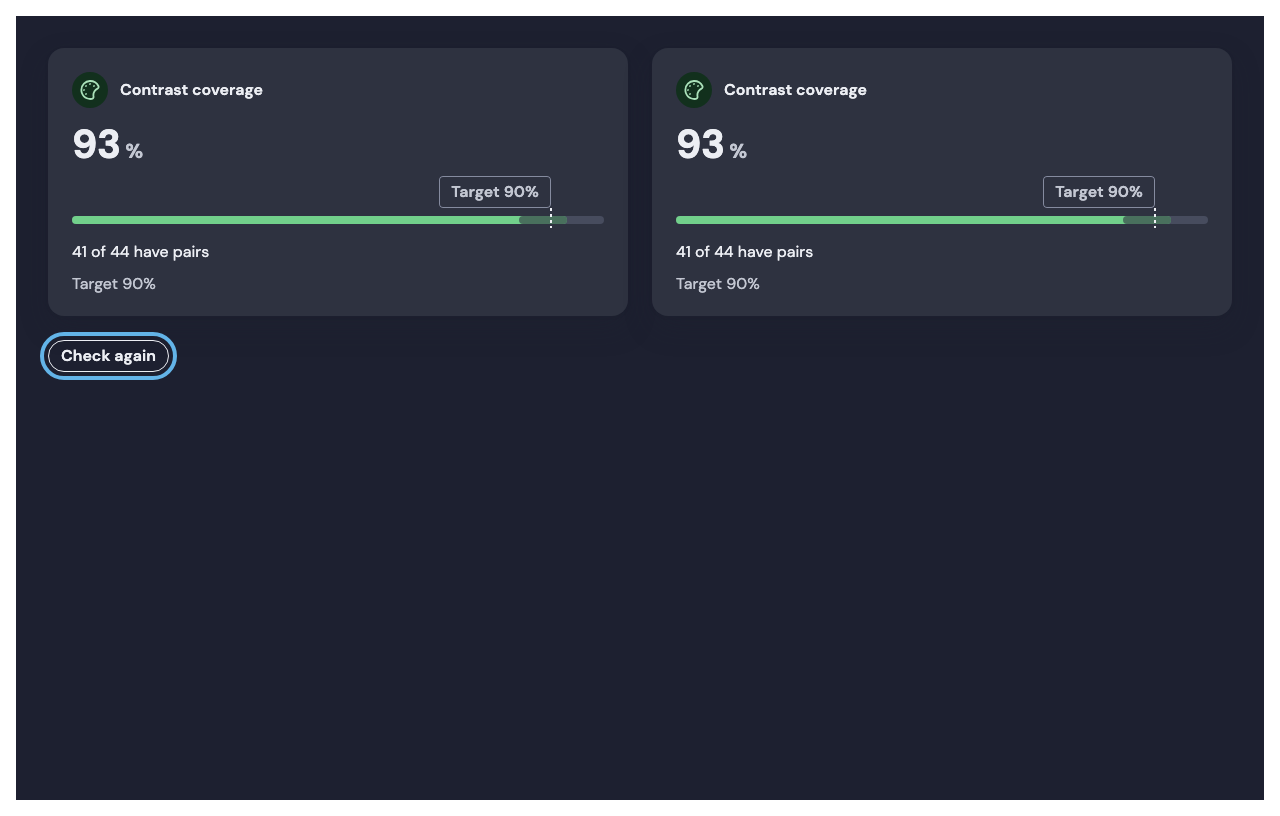 Contrast coverage
93 %
Target 90%
41 of 44 have pairs
Target 90%
Contrast coverage
93 %
Target 90%
41 of 44 have pairs
Target 90%
Check again